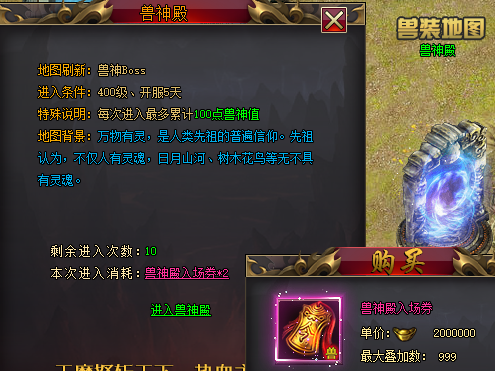 兽神殿
地图刷新：兽神Boss
进入条件：400级、开服5天
特殊说明：每次进入最多累计100点兽神值
地图背景：万物有灵，是人类先祖的普遍信仰。先祖
认为，不仅人有灵魂，日月山河、树木花鸟等无不具
有灵魂。
剩余进入次数：10
本次进入消耗：兽神殿入场券*2
进入兽神殿
兽装地图
兽神殿
购买
兽神殿入场券
单价： 2000000
最大叠加数： 999
兽